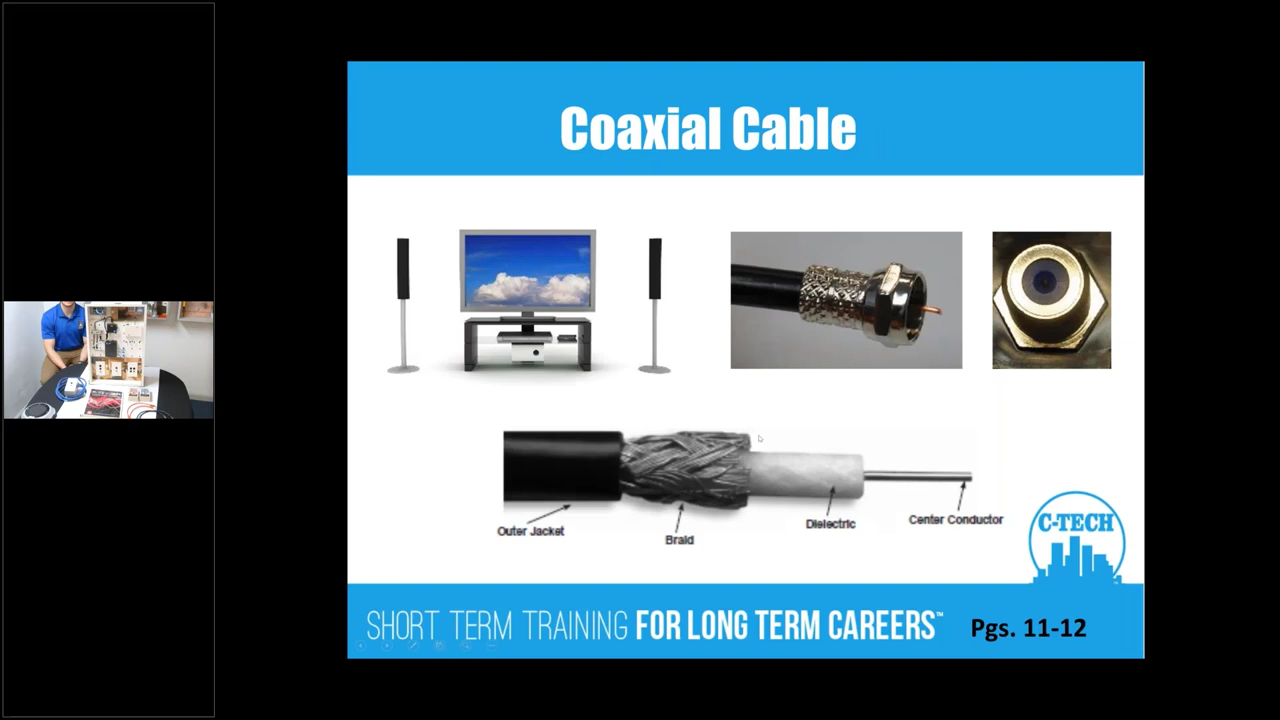 Coaxial Cable
Outer Jacket
Braid
Dielectric
Center Conductor
C-TECH
SHORT TERM TRAINING FOR LONG TERM CAREERS™
Pgs. 11-12